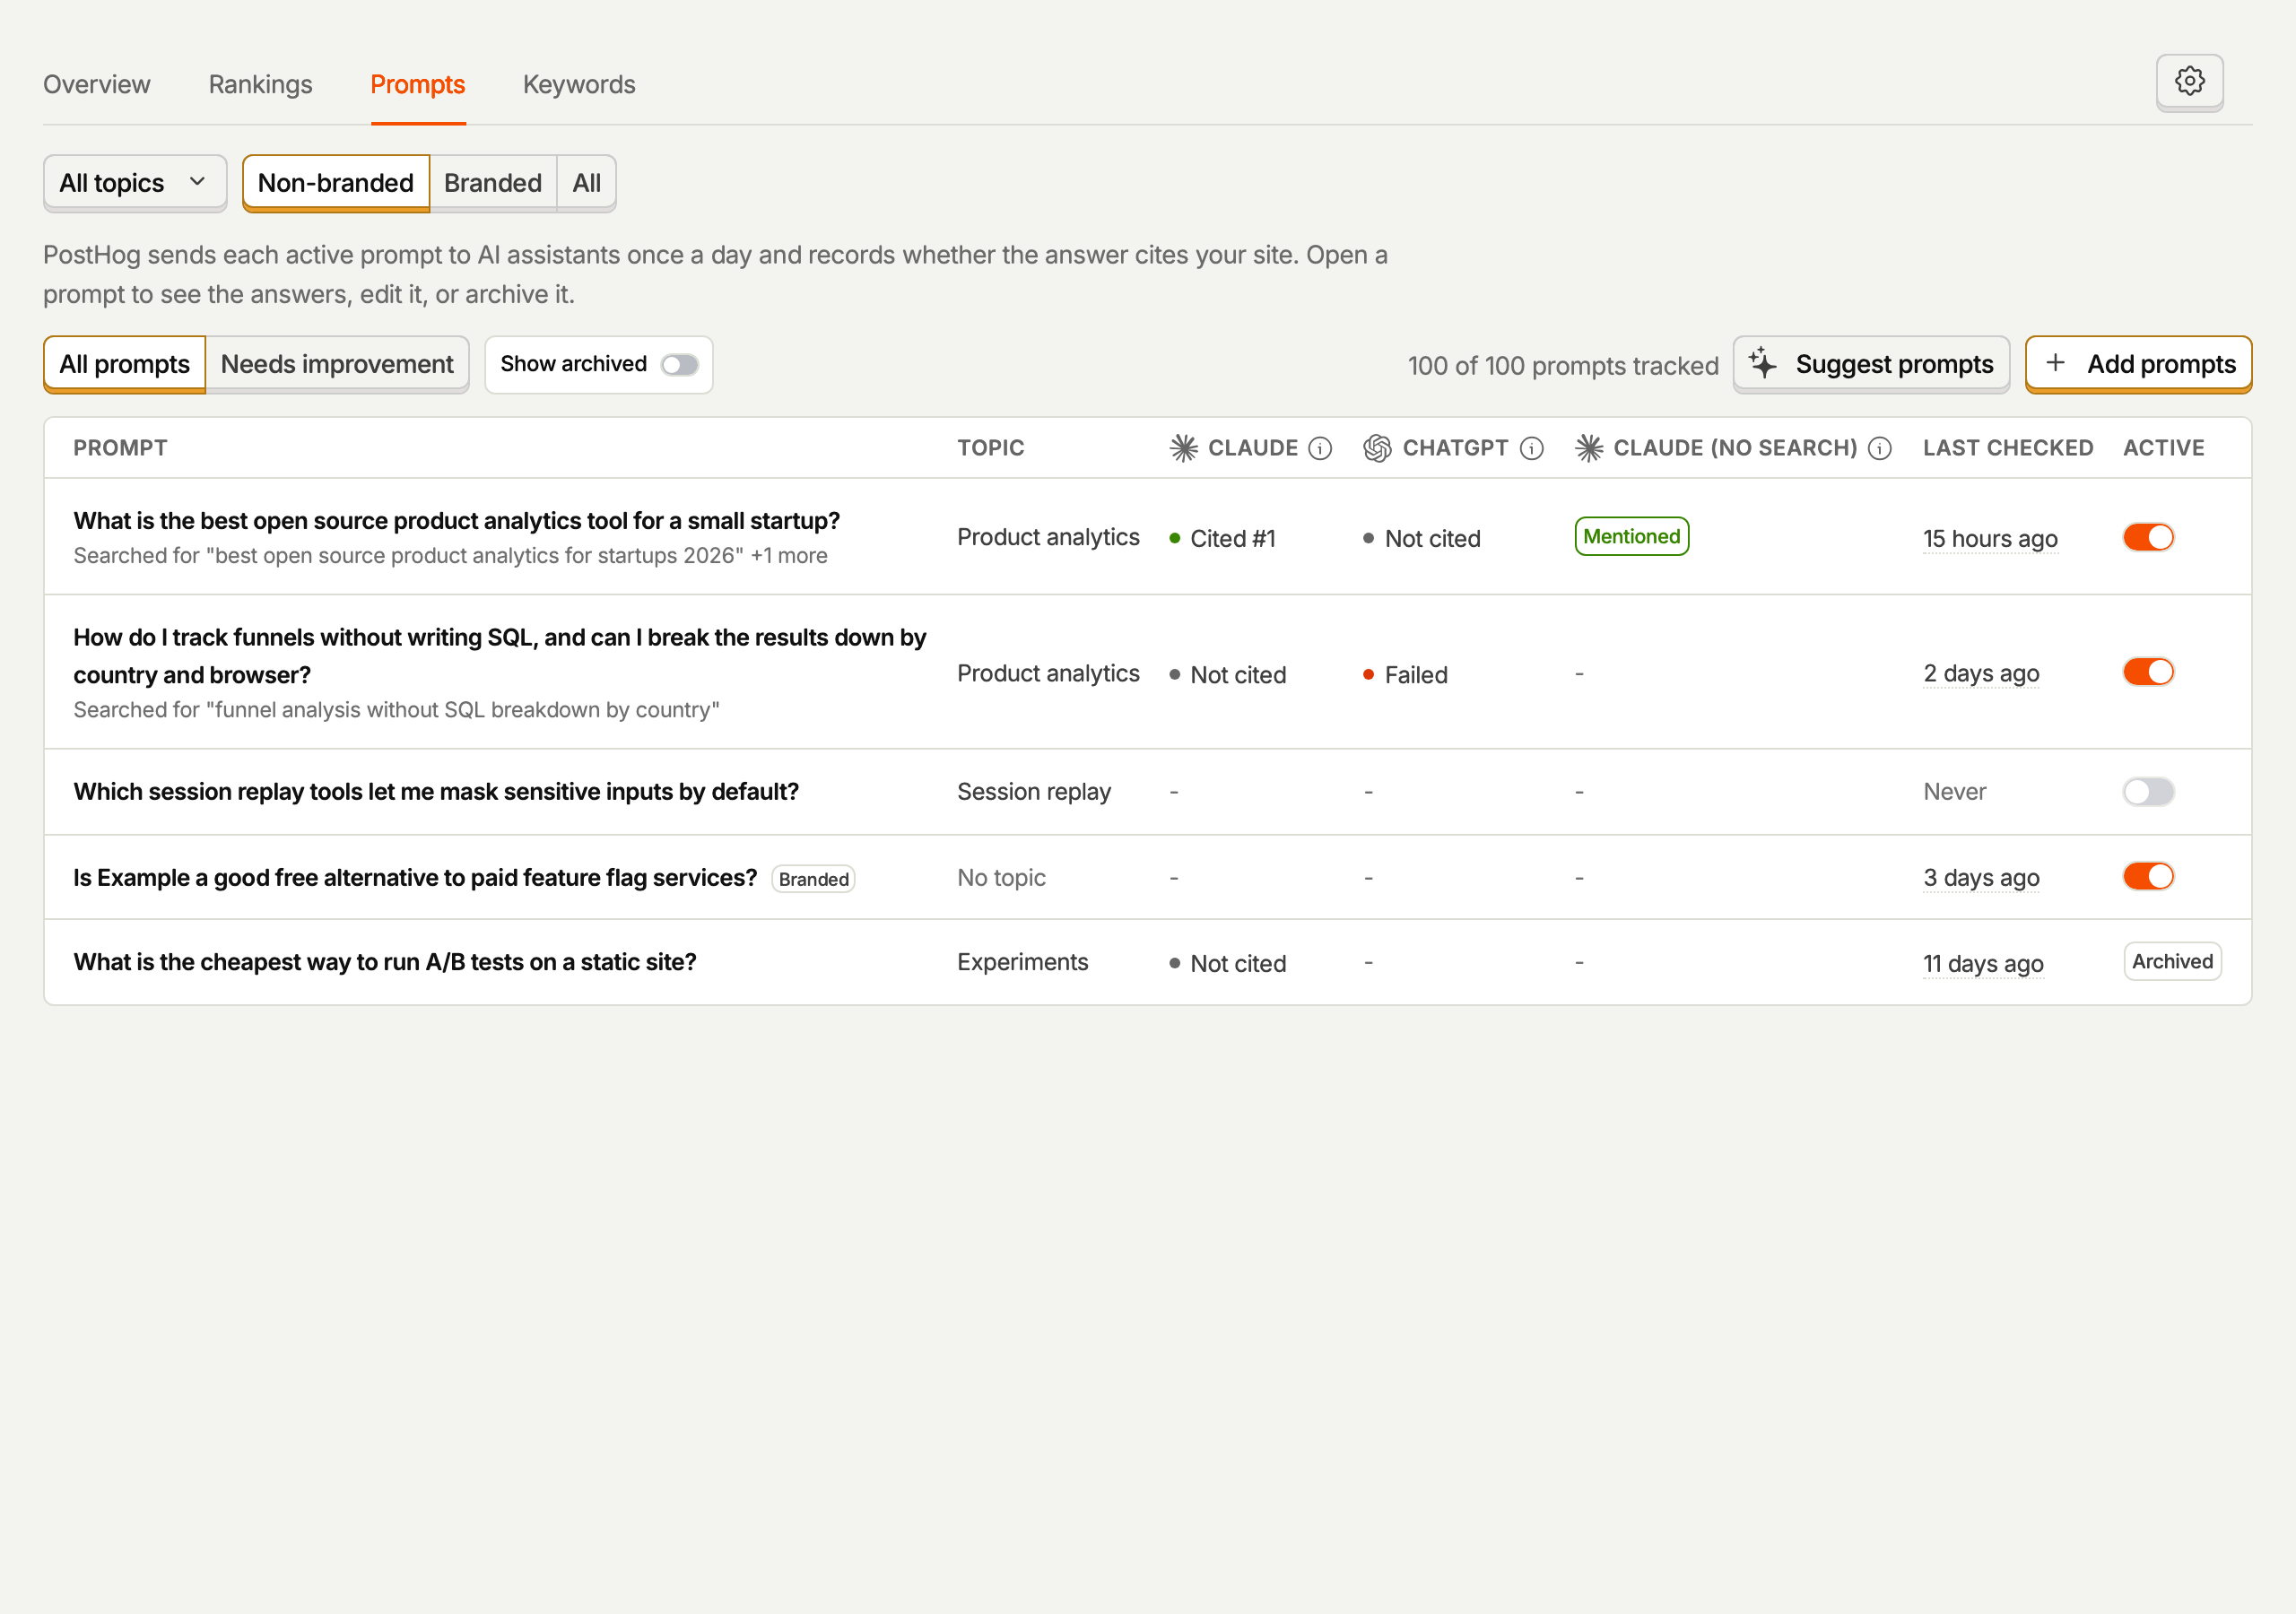 Overview Rankings Prompts Keywords
All topics Non-branded Branded All
PostHog sends each active prompt to AI assistants once a day and records whether the answer cites your site. Open a
prompt to see the answers, edit it, or archive it.
All prompts Needs improvement Show archived 100 of 100 prompts tracked Suggest prompts Add prompts
PROMPT TOPIC CLAUDE CHATGPT CLAUDE (NO SEARCH) LAST CHECKED ACTIVE
What is the best open source product analytics tool for a small startup?
Searched for "best open source product analytics for startups 2026" +1 more
Product analytics Cited #1 Not cited Mentioned 15 hours ago
How do I track funnels without writing SQL, and can I break the results down by
country and browser?
Searched for "funnel analysis without SQL breakdown by country"
Product analytics Not cited Failed - 2 days ago
Which session replay tools let me mask sensitive inputs by default? Session replay - - - Never
Is Example a good free alternative to paid feature flag services? Branded No topic - - - 3 days ago
What is the cheapest way to run A/B tests on a static site? Experiments Not cited - - 11 days ago Archived